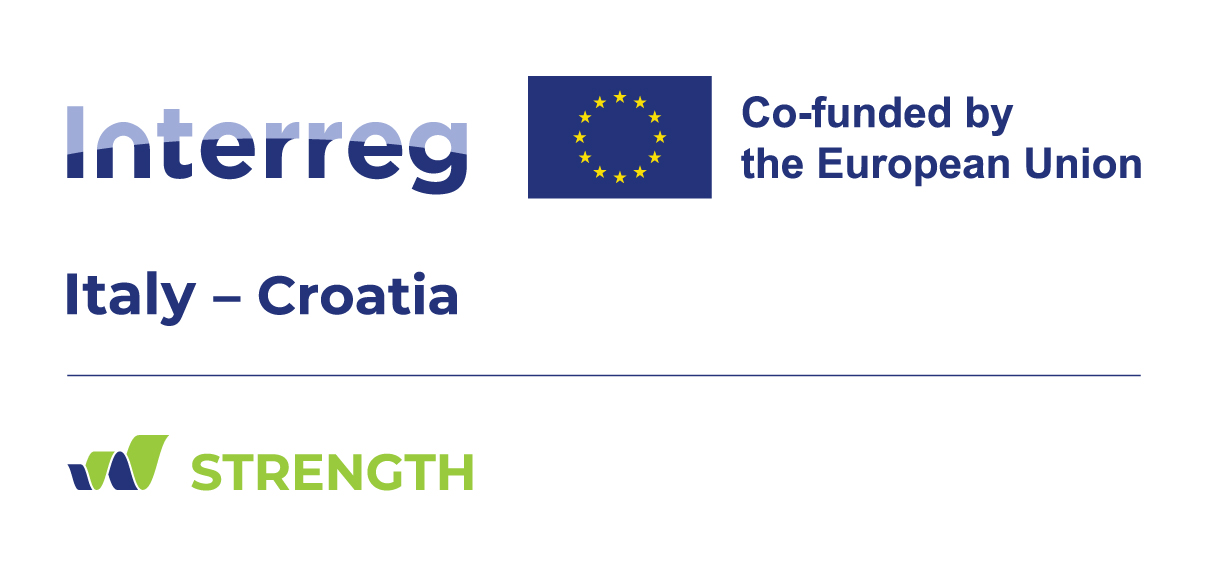 Interreg
Co-funded by
the European Union
Italy – Croatia
STRENGTH